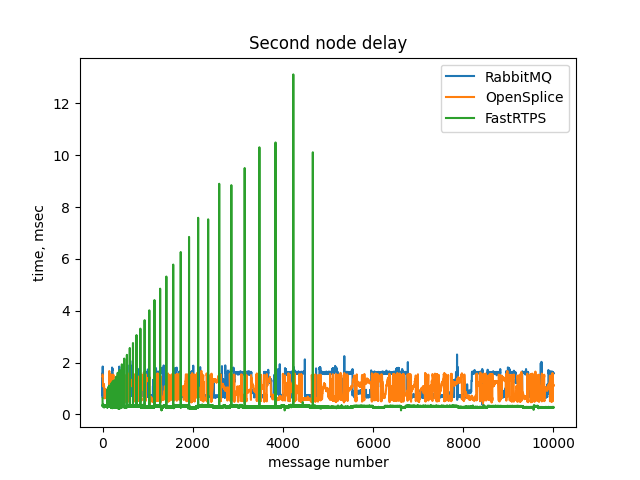 Second node delay
RabbitMQ
OpenSplice
FastRTPS
12
10
8
6
4
2
0
time, msec
0
2000
4000
6000
8000
10000
message number